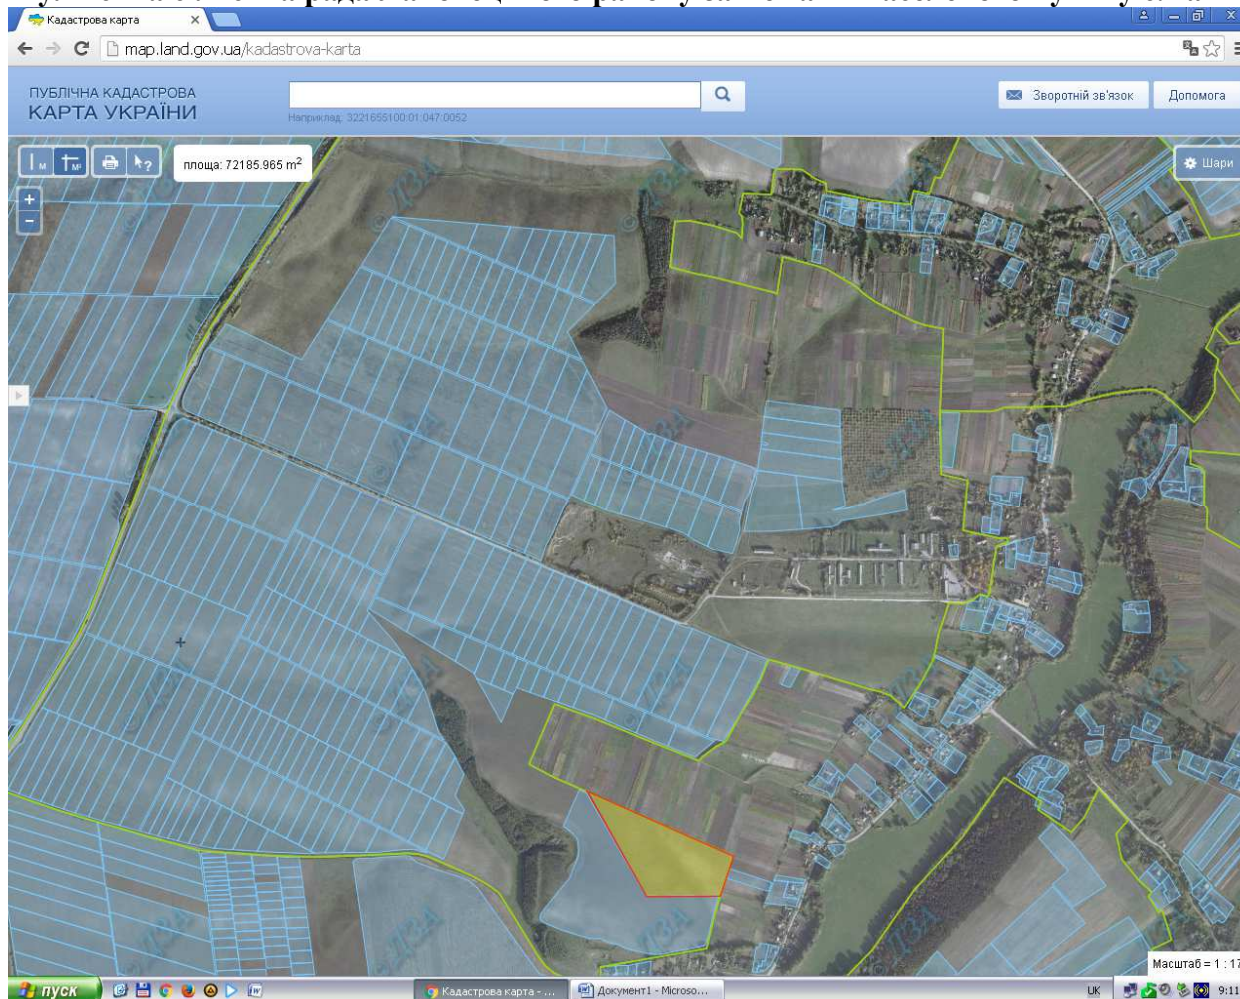 Кадастрова карта
map.land.gov.ua/kadastrova-karta
ПУБЛІЧНА КАДАСТРОВА
КАРТА УКРАЇНИ
Наприклад: 3221655100:01:047:0052
Зворотній зв'язок
Допомога
площа: 72185.965 m²
Шари
© ДЗА
Масштаб = 1 : 17
пуск
Кадастрова карта - ...
Документ1 - Microso...
UK
9:11